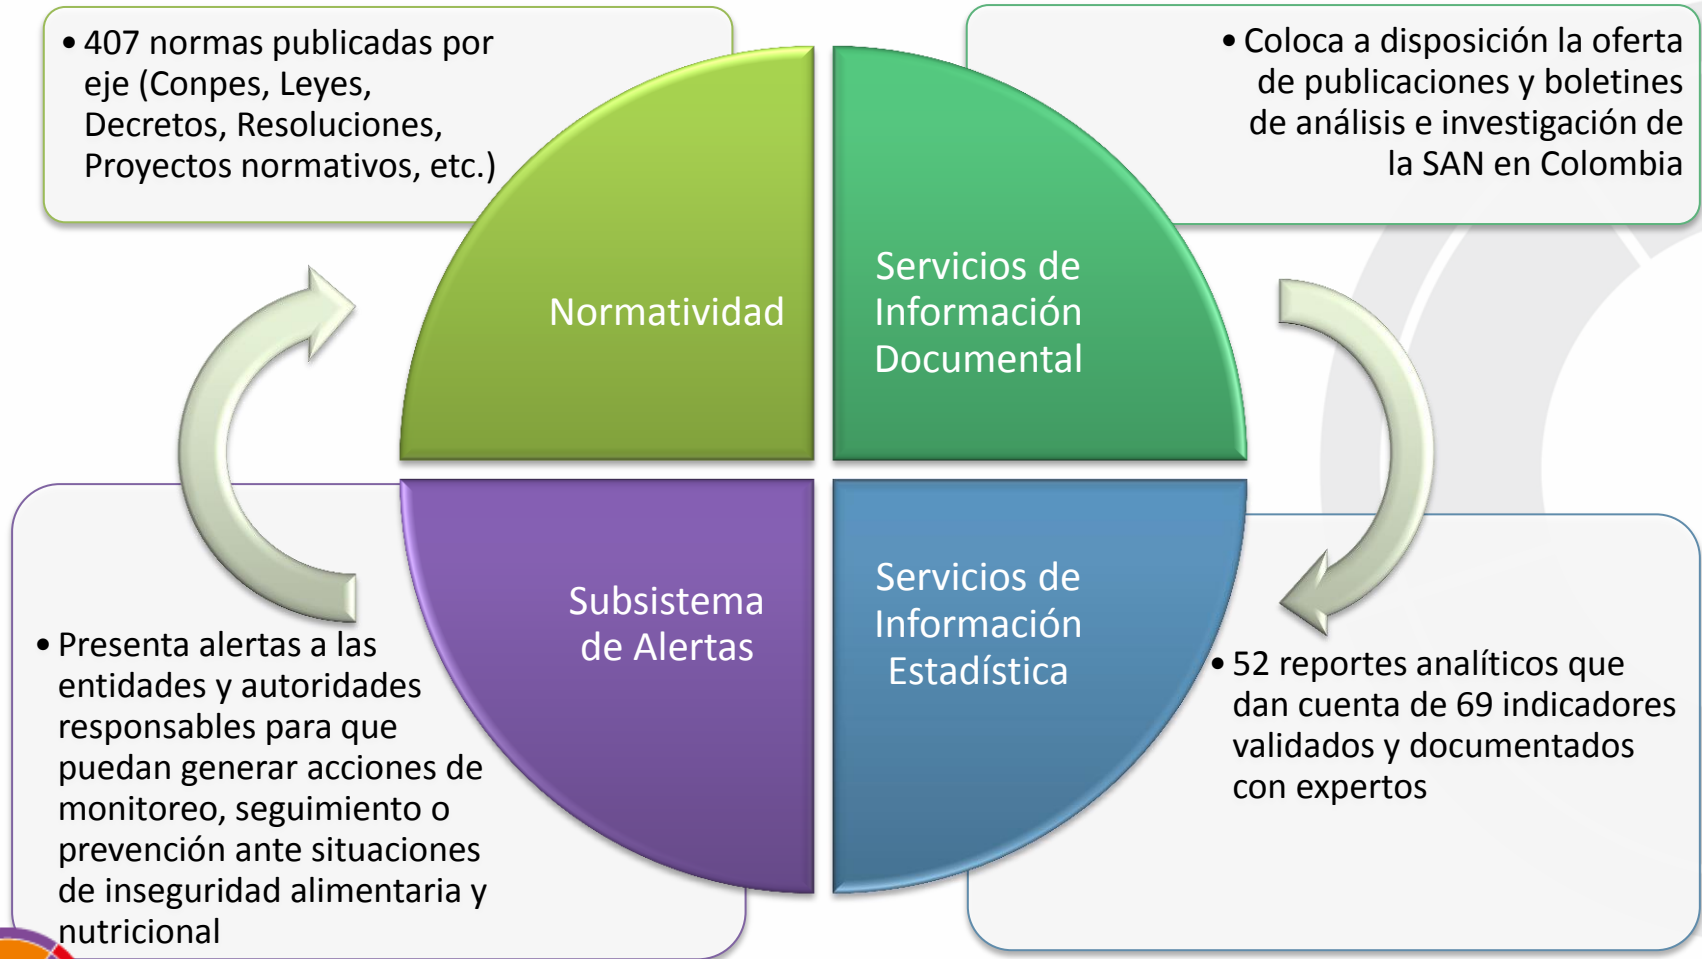 • 407 normas publicadas por
eje (Conpes, Leyes,
Decretos, Resoluciones,
Proyectos normativos, etc.)
• Coloca a disposición la oferta
de publicaciones y boletines
de análisis e investigación de
la SAN en Colombia
Normatividad
Servicios de
Información
Documental
Subsistema
de Alertas
Servicios de
Información
Estadística
• Presenta alertas a las
entidades y autoridades
responsables para que
puedan generar acciones de
monitoreo, seguimiento o
prevención ante situaciones
de inseguridad alimentaria y
nutricional
• 52 reportes analíticos que
dan cuenta de 69 indicadores
validados y documentados
con expertos